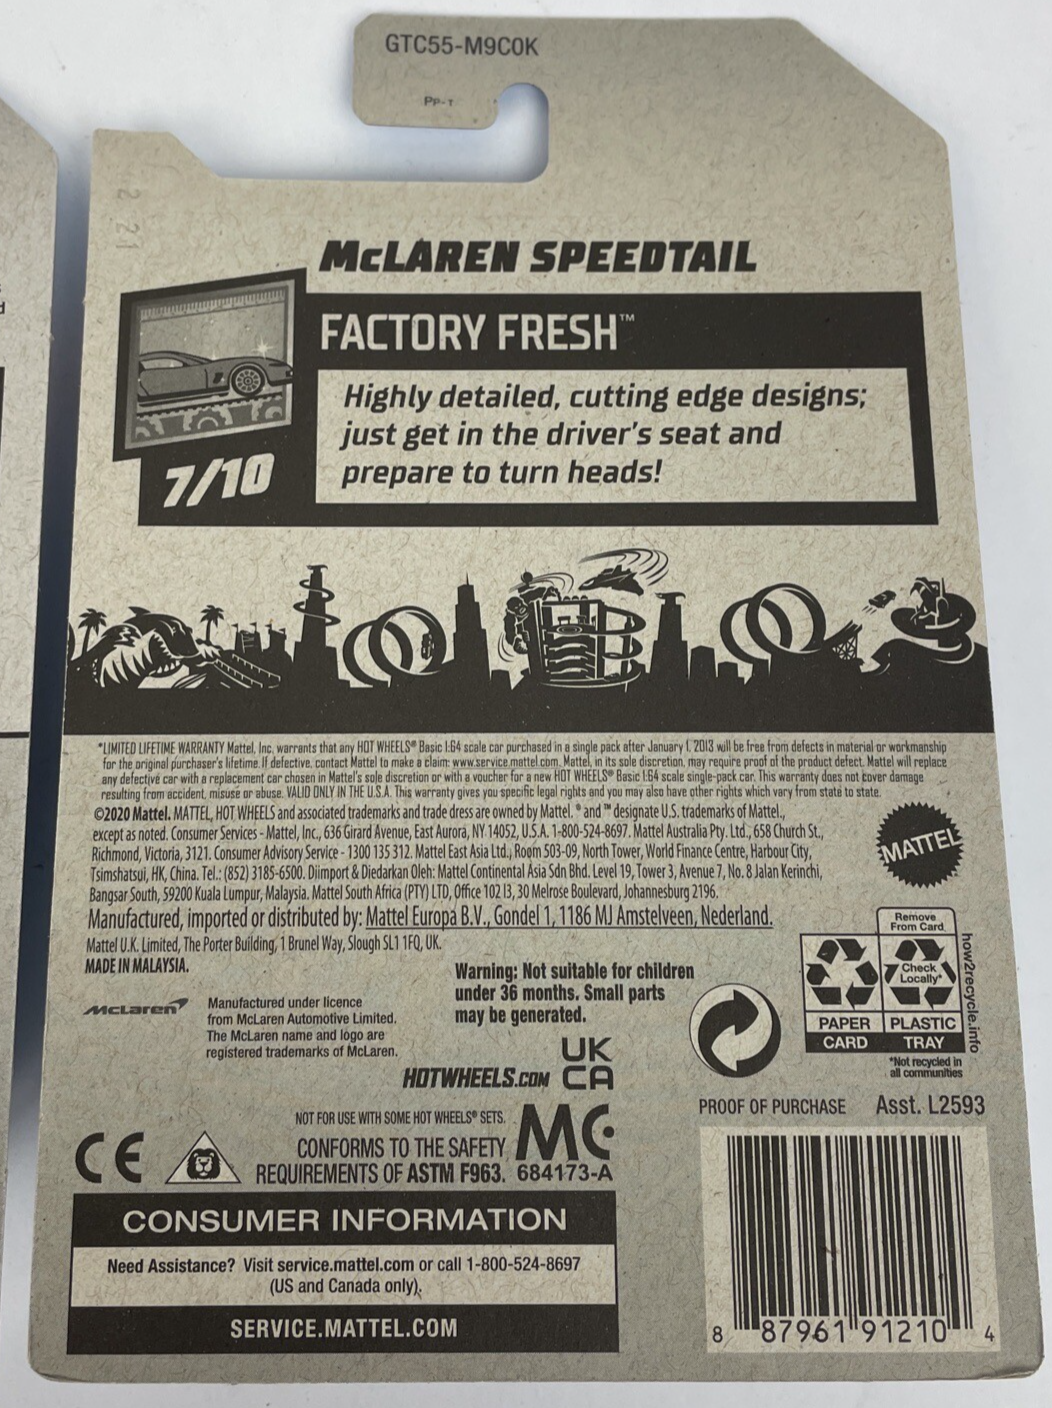 GTC55-M9C0K
PP-T
2 21
McLAREN SPEEDTAIL
FACTORY FRESH™
Highly detailed, cutting edge designs;
just get in the driver's seat and
prepare to turn heads!
7/10
*LIMITED LIFETIME WARRANTY Mattel, Inc. warrants that any HOT WHEELS® Basic 1:64 scale car purchased in a single pack after January 1, 2013 will be free from defects in material or workmanship
for the original purchaser's lifetime. If defective, contact Mattel to make a claim: www.service.mattel.com. Mattel, in its sole discretion, may require proof of the product defect. Mattel will replace
any defective car with a replacement car chosen in Mattel's sole discretion or with a voucher for a new HOT WHEELS® Basic 1:64 scale single-pack car. This warranty does not cover damage
resulting from accident, misuse or abuse. VALID ONLY IN THE U.S.A. This warranty gives you specific legal rights and you may also have other rights which vary from state to state.
©2020 Mattel. MATTEL, HOT WHEELS and associated trademarks and trade dress are owned by Mattel. ® and ™ designate U.S. trademarks of Mattel.,
except as noted. Consumer Services - Mattel, Inc., 636 Girard Avenue, East Aurora, NY 14052, U.S.A. 1-800-524-8697. Mattel Australia Pty. Ltd., 658 Church St.,
Richmond, Victoria, 3121. Consumer Advisory Service - 1300 135 312. Mattel East Asia Ltd., Room 503-09, North Tower, World Finance Centre, Harbour City,
Tsimshatsui, HK, China. Tel.: (852) 3185-6500. Diimport & Diedarkan Oleh: Mattel Continental Asia Sdn Bhd. Level 19, Tower 3, Avenue 7, No. 8 Jalan Kerinchi,
Bangsar South, 59200 Kuala Lumpur, Malaysia. Mattel South Africa (PTY) LTD, Office 102 I3, 30 Melrose Boulevard, Johannesburg 2196.
MATTEL
Manufactured, imported or distributed by: Mattel Europa B.V., Gondel 1, 1186 MJ Amstelveen, Nederland.
Mattel U.K. Limited, The Porter Building, 1 Brunel Way, Slough SL1 1FQ, UK.
MADE IN MALAYSIA.
McLaren
Manufactured under licence
from McLaren Automotive Limited.
The McLaren name and logo are
registered trademarks of McLaren.
Warning: Not suitable for children
under 36 months. Small parts
may be generated.
HOTWHEELS.COM
UK
CA
Remove
From Card
Check
Locally*
PAPER
CARD
PLASTIC
TRAY
how2recycle.info
*Not recycled in
all communities
NOT FOR USE WITH SOME HOT WHEELS® SETS.
CE
CONFORMS TO THE SAFETY
REQUIREMENTS OF ASTM F963.
MC
684173-A
PROOF OF PURCHASE
Asst. L2593
CONSUMER INFORMATION
Need Assistance? Visit service.mattel.com or call 1-800-524-8697
(US and Canada only).
SERVICE.MATTEL.COM
8 87961 91210 4